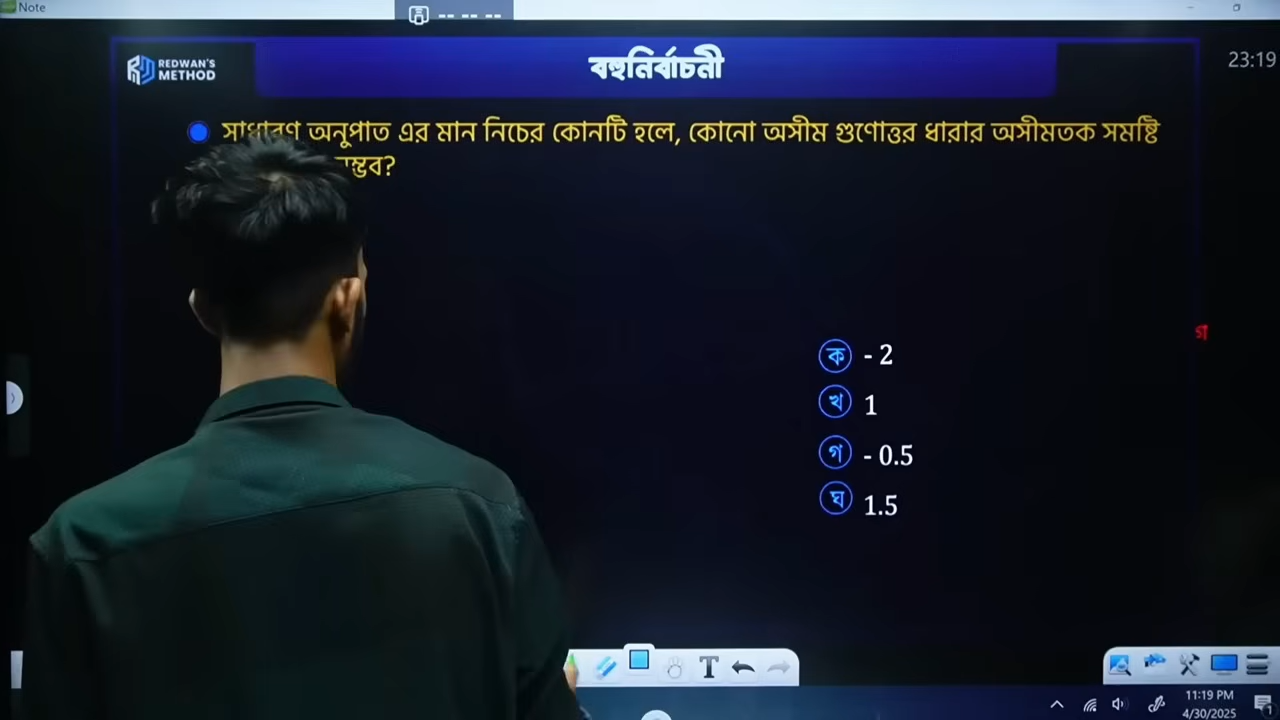 Note
REDWAN'S
METHOD
বহুনির্বাচনী
23:19
সাধারণ অনুপাত এর মান নিচের কোনটি হলে, কোনো অসীম গুণোত্তর ধারার অসীমতক সমষ্টি
গ
ক - 2
খ 1
গ - 0.5
ঘ 1.5
T
11:19 PM
4/30/2025